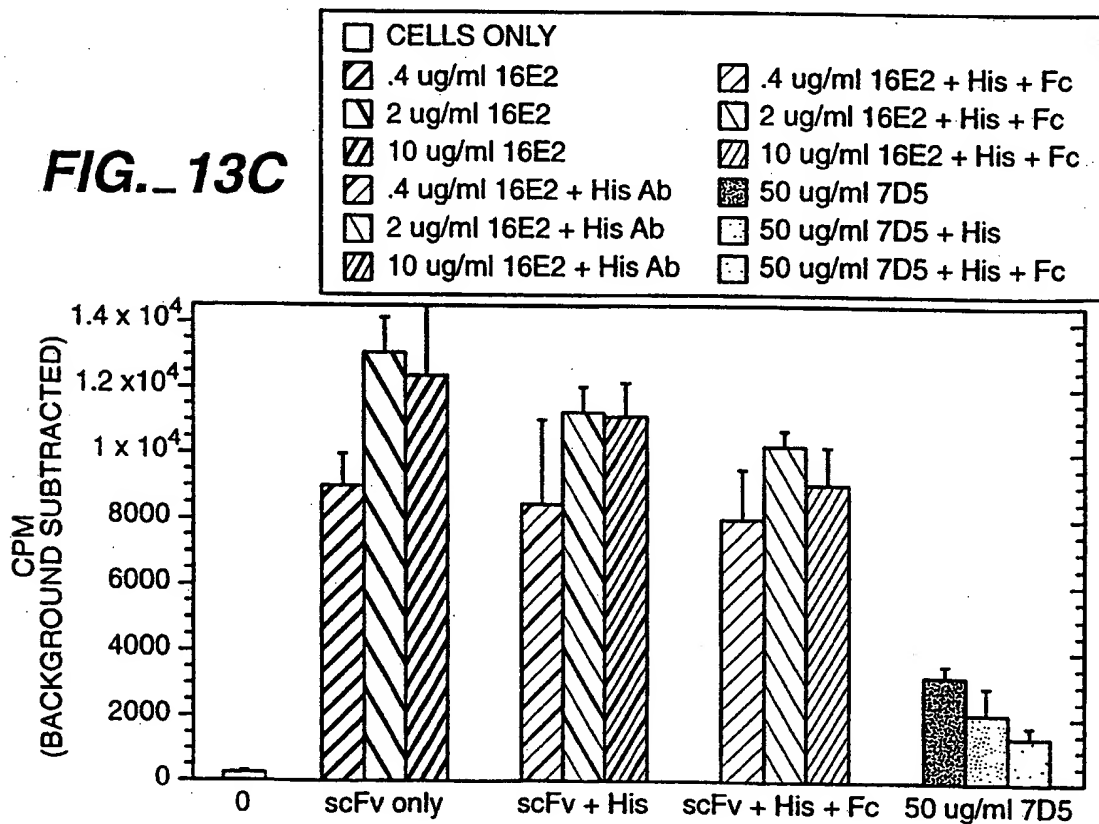 FIG._13C
CELLS ONLY
.4 ug/ml 16E2
2 ug/ml 16E2
10 ug/ml 16E2
.4 ug/ml 16E2 + His Ab
2 ug/ml 16E2 + His Ab
10 ug/ml 16E2 + His Ab
.4 ug/ml 16E2 + His + Fc
2 ug/ml 16E2 + His + Fc
10 ug/ml 16E2 + His + Fc
50 ug/ml 7D5
50 ug/ml 7D5 + His
50 ug/ml 7D5 + His + Fc
CPM
(BACKGROUND SUBTRACTED)
1.4 x 10⁴
1.2 x10⁴
1 x 10⁴
8000
6000
4000
2000
0
0
scFv only
scFv + His
scFv + His + Fc
50 ug/ml 7D5